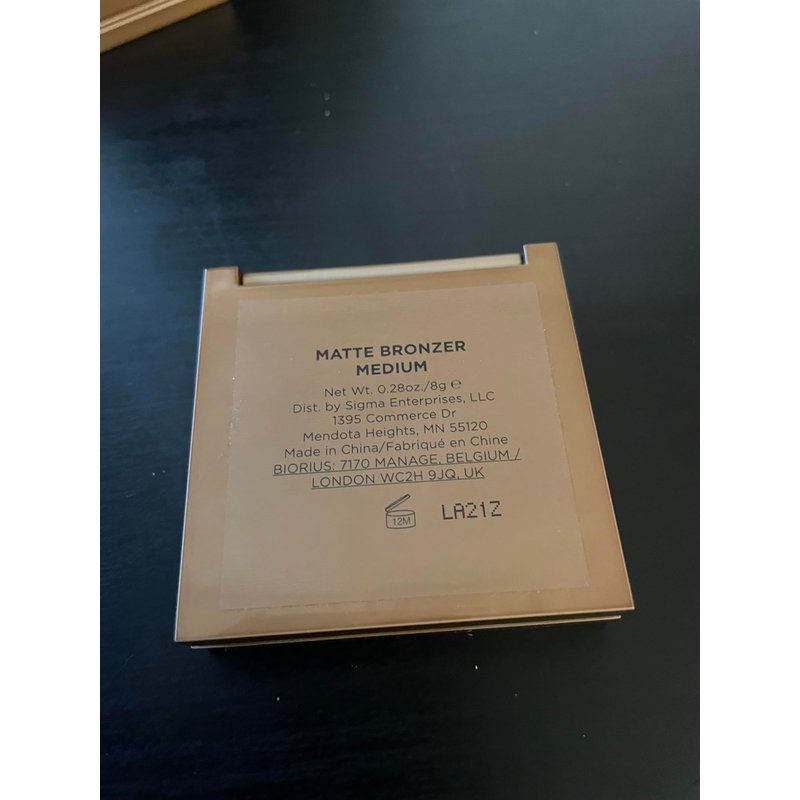 MATTE BRONZER
MEDIUM
Net Wt. 0.28oz./8g ℮
Dist. by Sigma Enterprises, LLC
1395 Commerce Dr
Mendota Heights, MN 55120
Made in China/Fabriqué en Chine
BIORIUS: 7170 MANAGE, BELGIUM /
LONDON WC2H 9JQ, UK
12M
LA21Z